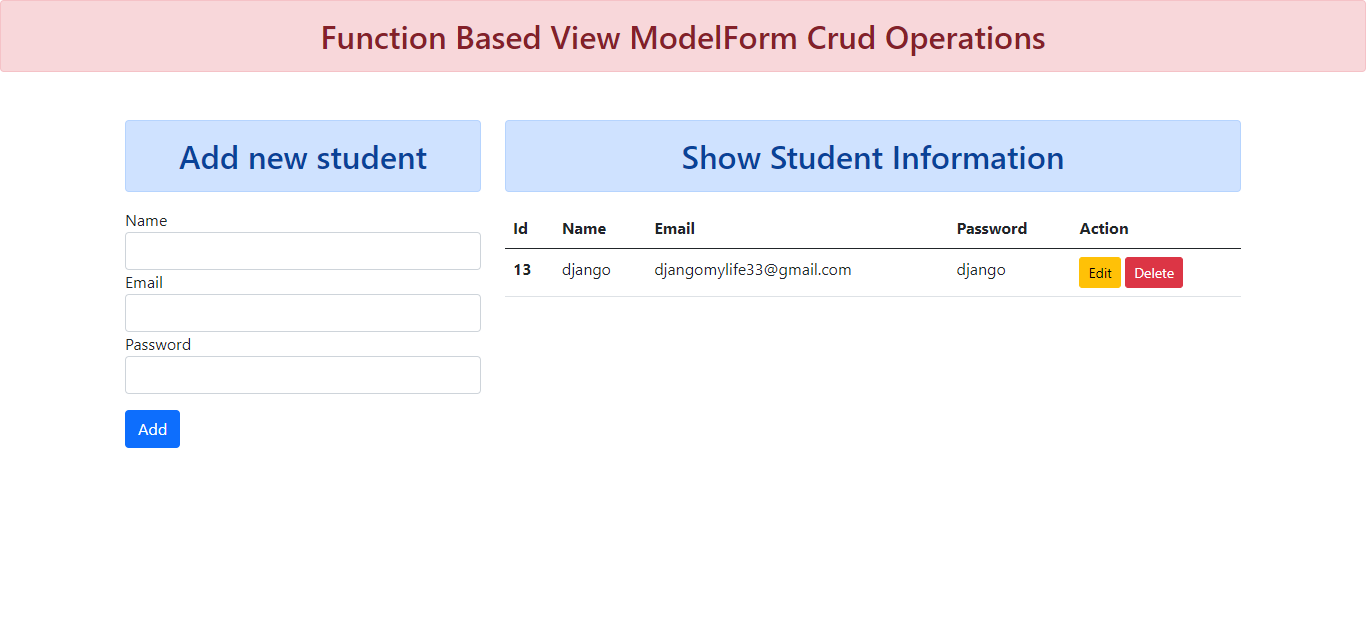 Function Based View ModelForm Crud Operations
Add new student
Name
Email
Password
Add
Show Student Information
Id Name Email Password Action
13 django djangomylife33@gmail.com django Edit Delete